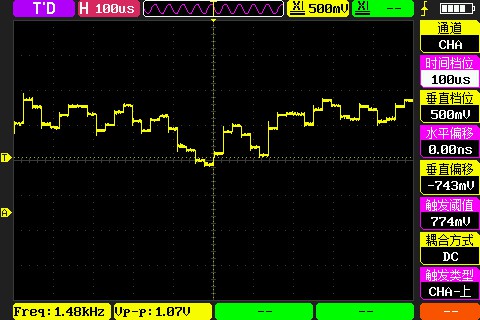 T'D H 100us X1 500mV X1 --
通道
CHA
时间档位
100us
垂直档位
500mV
水平偏移
0.00ns
垂直偏移
-743mV
触发阈值
774mV
耦合方式
DC
触发类型
CHA-上
T
A
Freq:1.48kHz Vp-p:1.07V -- -- --